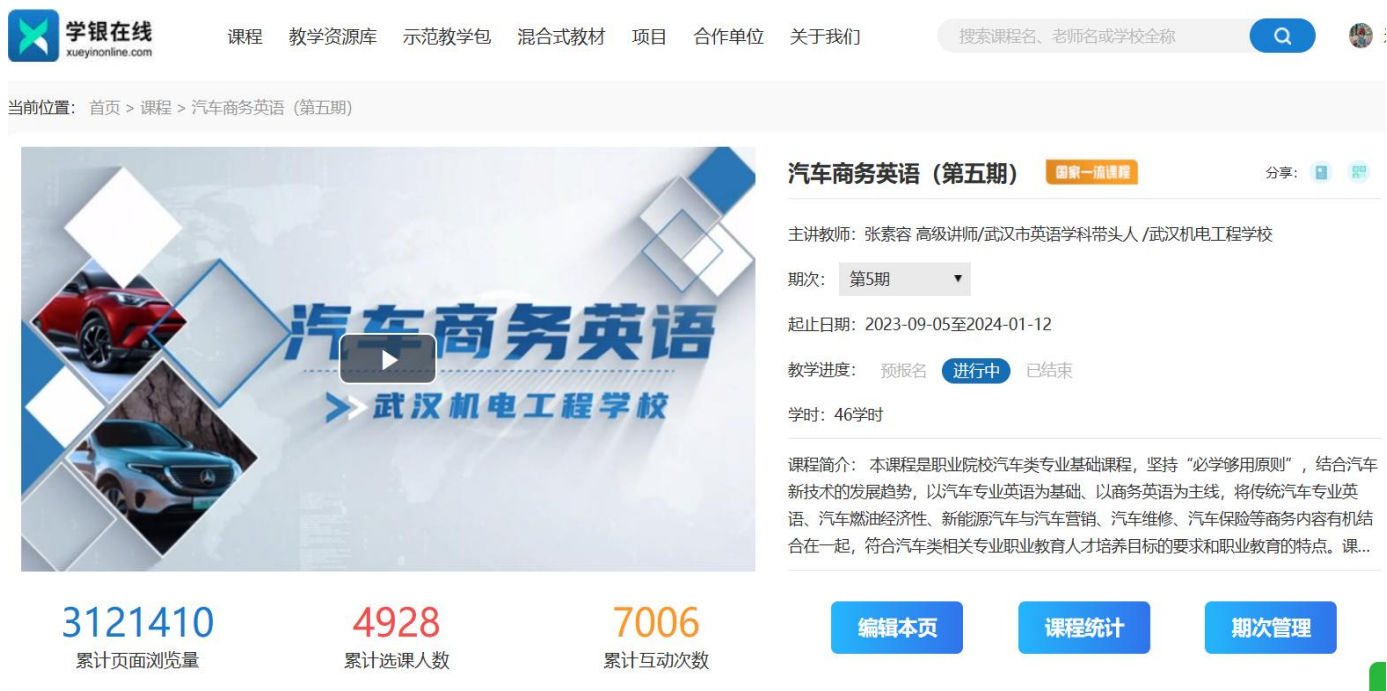 学银在线
xueyinonline.com
课程 教学资源库 示范教学包 混合式教材 项目 合作单位 关于我们
搜索课程名、老师名或学校全称
当前位置： 首页 > 课程 > 汽车商务英语（第五期）
汽车商务英语
武汉机电工程学校
汽车商务英语（第五期） 国家一流课程 分享：
主讲教师：张素容 高级讲师/武汉市英语学科带头人 /武汉机电工程学校
期次： 第5期
起止日期：2023-09-05至2024-01-12
教学进度： 预报名 进行中 已结束
学时：46学时
课程简介： 本课程是职业院校汽车类专业基础课程，坚持“必学够用原则”，结合汽车
新技术的发展趋势，以汽车专业英语为基础、以商务英语为主线，将传统汽车专业英
语、汽车燃油经济性、新能源汽车与汽车营销、汽车维修、汽车保险等商务内容有机结
合在一起，符合汽车类相关专业职业教育人才培养目标的要求和职业教育的特点。课...
3121410
累计页面浏览量
4928
累计选课人数
7006
累计互动次数
编辑本页 课程统计 期次管理